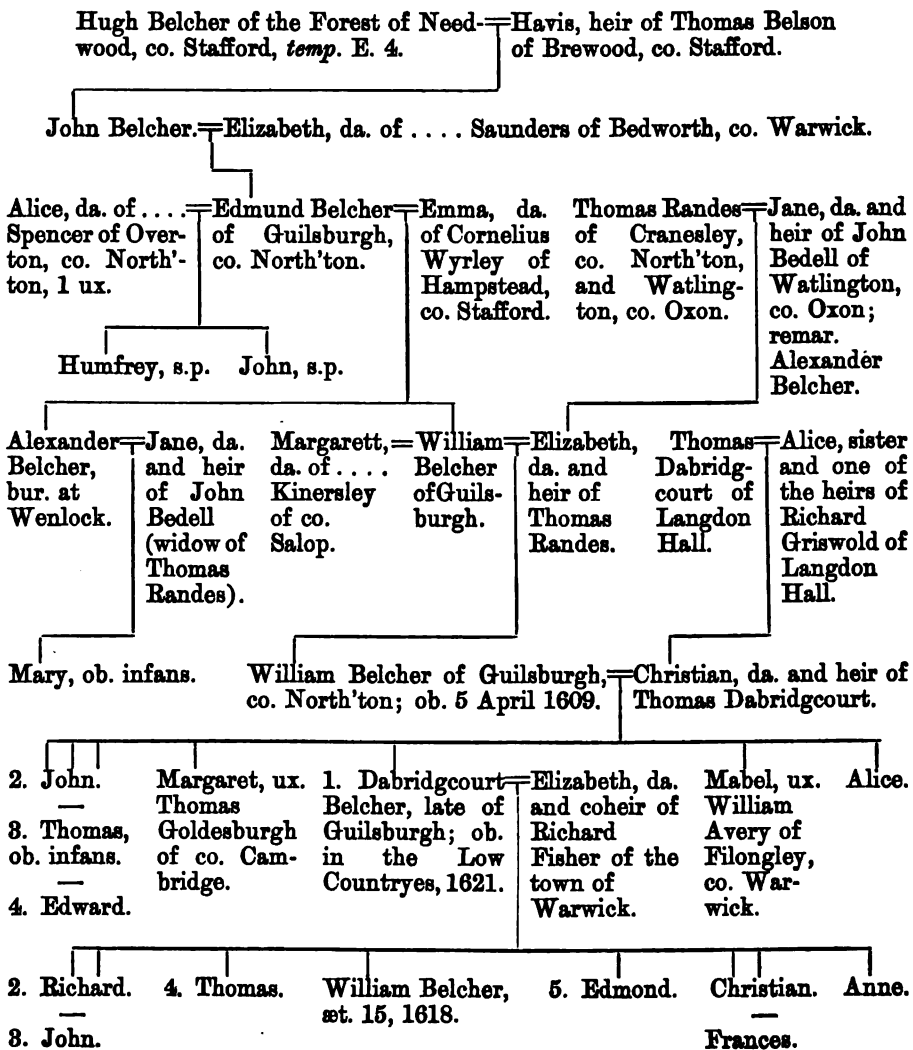 Hugh Belcher of the Forest of Need-=Havis, heir of Thomas Belson
wood, co. Stafford, temp. E. 4. of Brewood, co. Stafford.
John Belcher.=Elizabeth, da. of .... Saunders of Bedworth, co. Warwick.
Alice, da. of ....=
Spencer of Over-
ton, co. North'-
ton, 1 ux.
Edmund Belcher=
of Guilsburgh,
co. North'ton.
Emma, da.
of Cornelius
Wyrley of
Hampstead,
co. Stafford.
Thomas Randes=
of Cranesley,
co. North'ton,
and Watling-
ton, co. Oxon.
Jane, da. and
heir of John
Bedell of
Watlington,
co. Oxon;
remar.
Alexander
Belcher.
Humfrey, s.p. John, s.p.
Alexander=
Belcher,
bur. at
Wenlock.
Jane, da.
and heir
of John
Bedell
(widow of
Thomas
Randes).
Margarett,=
da. of ....
Kinersley
of co.
Salop.
William=
Belcher
of Guils-
burgh.
Elizabeth,
da. and
heir of
Thomas
Randes.
Thomas=
Dabridg-
court of
Langdon
Hall.
Alice, sister
and one of
the heirs of
Richard
Griswold of
Langdon
Hall.
Mary, ob. infans.
William Belcher of Guilsburgh,=
co. North'ton; ob. 5 April 1609.
Christian, da. and heir of
Thomas Dabridgcourt.
2. John.
—
3. Thomas,
ob. infans.
—
4. Edward.
Margaret, ux.
Thomas
Goldesburgh
of co. Cam-
bridge.
1. Dabridgcourt=
Belcher, late of
Guilsburgh; ob.
in the Low
Countryes, 1621.
Elizabeth, da.
and coheir of
Richard
Fisher of the
town of
Warwick.
Mabel, ux.
William
Avery of
Filongley,
co. War-
wick.
Alice.
2. Richard.
—
3. John.
4. Thomas.
William Belcher,
æt. 15, 1618.
5. Edmond.
Christian.
—
Frances.
Anne.